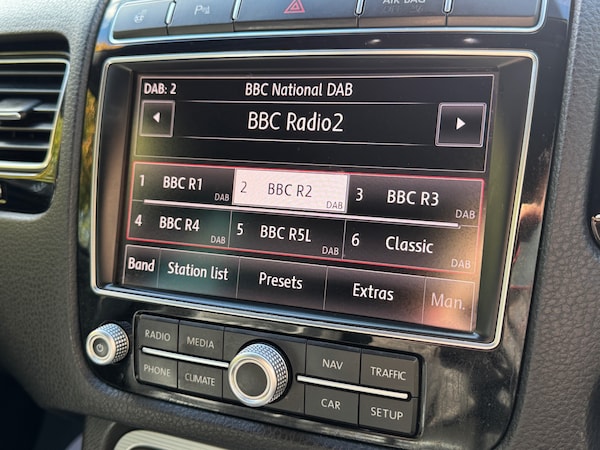 P
AIR BAG
DAB: 2 BBC National DAB
BBC Radio2
1 BBC R1 DAB 2 BBC R2 DAB 3 BBC R3 DAB
4 BBC R4 DAB 5 BBC R5L DAB 6 Classic DAB
Band Station list Presets Extras Man.
RADIO MEDIA NAV TRAFFIC
PHONE CLIMATE CAR SETUP